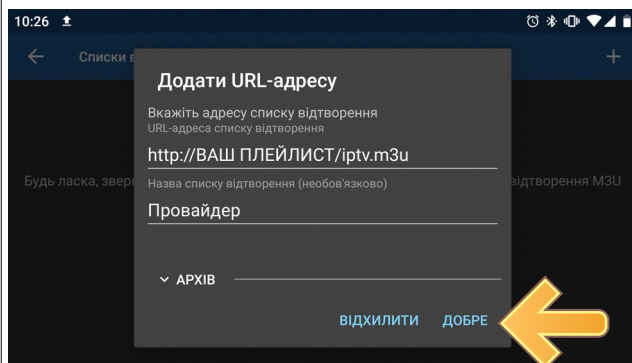 10:26
Списки в
Додати URL-адресу
Вкажіть адресу списку відтворення
URL-адреса списку відтворення
http://ВАШ ПЛЕЙЛИСТ/iptv.m3u
Будь ласка, зверн
Назва списку відтворення (необов'язково)
відтворення M3U
Провайдер
АРХІВ
ВІДХИЛИТИ ДОБРЕ